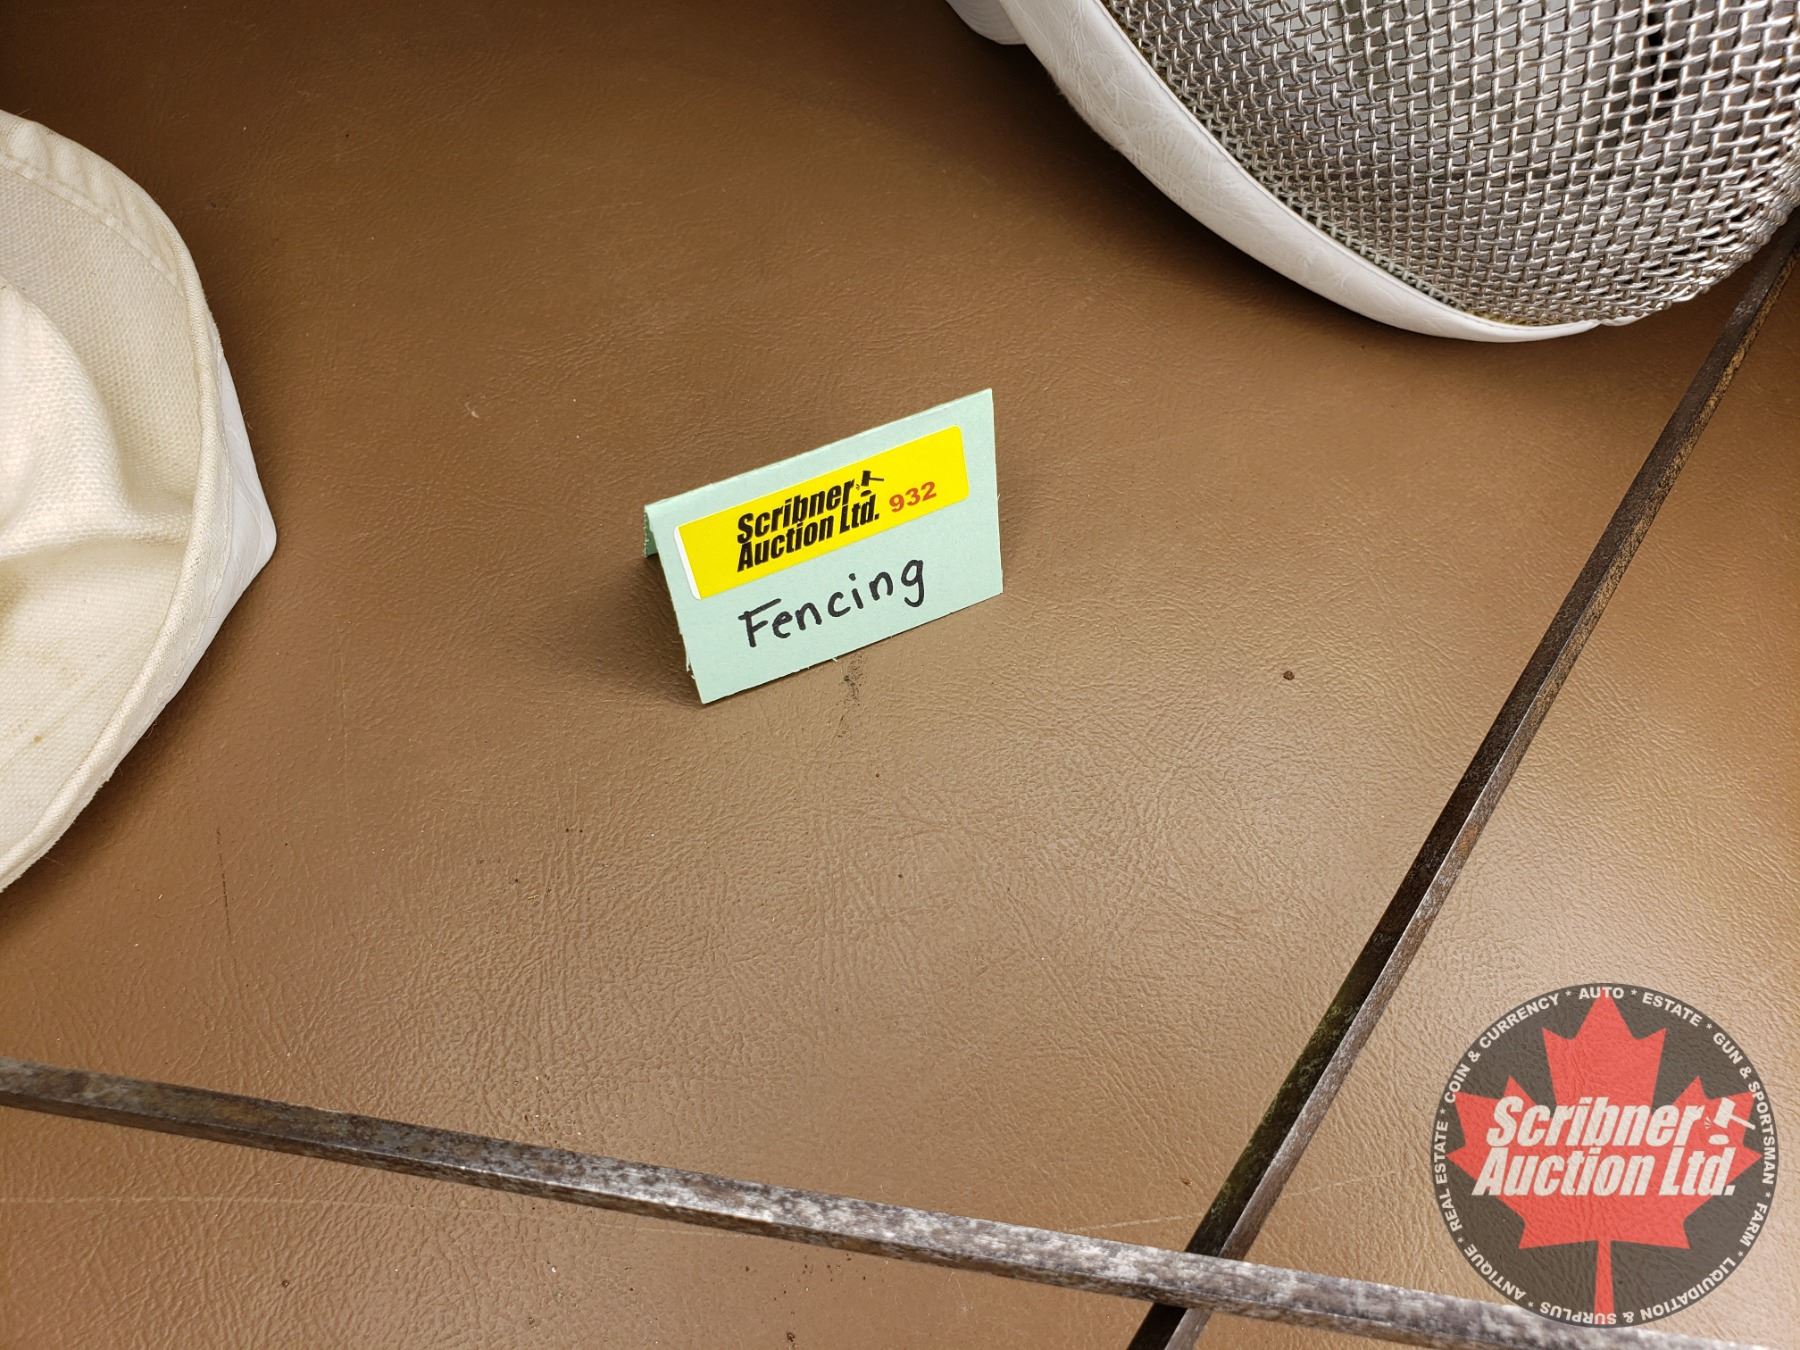 Scribner
Auction Ltd. 932
Fencing
REAL ESTATE * COIN & CURRENCY * AUTO * ESTATE * GUN & SPORTSMAN * FARM * LIQUIDATION & SURPLUS * ANTIQUE *
Scribner
Auction Ltd.